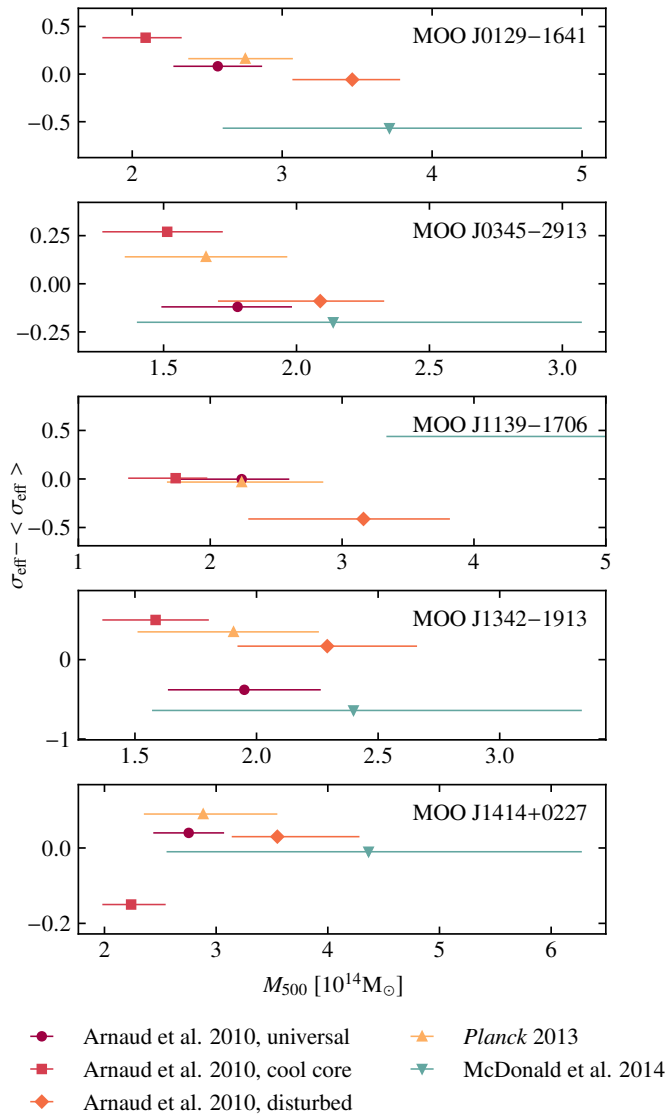 MOO J0129−1641
0.5
0.0
−0.5
2 3 4 5
MOO J0345−2913
0.25
0.00
−0.25
1.5 2.0 2.5 3.0
MOO J1139−1706
0.5
0.0
−0.5
1 2 3 4 5
σeff− < σeff >
MOO J1342−1913
0
−1
1.5 2.0 2.5 3.0
MOO J1414+0227
0.0
−0.2
2 3 4 5 6
M500 [10^14M⊙]
Arnaud et al. 2010, universal
Arnaud et al. 2010, cool core
Arnaud et al. 2010, disturbed
Planck 2013
McDonald et al. 2014